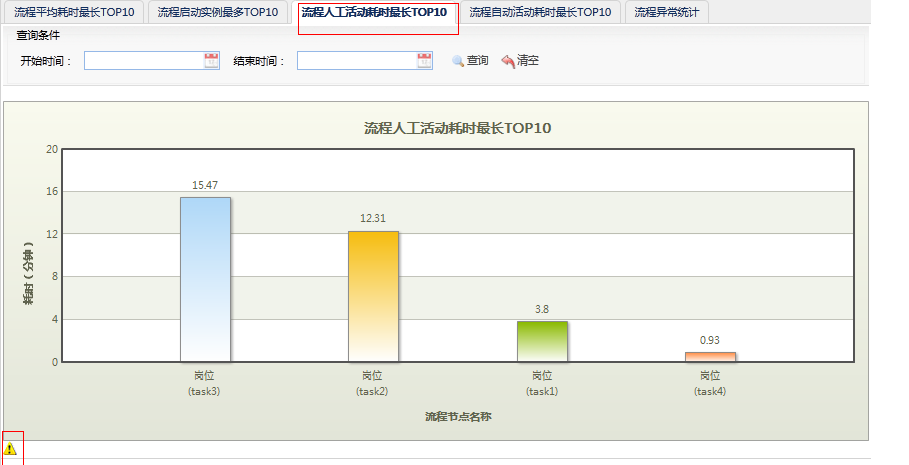 流程平均耗时最长TOP10 流程启动实例最多TOP10 流程人工活动耗时最长TOP10 流程自动活动耗时最长TOP10 流程异常统计
查询条件
开始时间： 结束时间： 查询 清空
流程人工活动耗时最长TOP10
耗时（分钟）
20
16
12
8
4
0
15.47
12.31
3.8
0.93
岗位 岗位 岗位 岗位
(task3) (task2) (task1) (task4)
流程节点名称